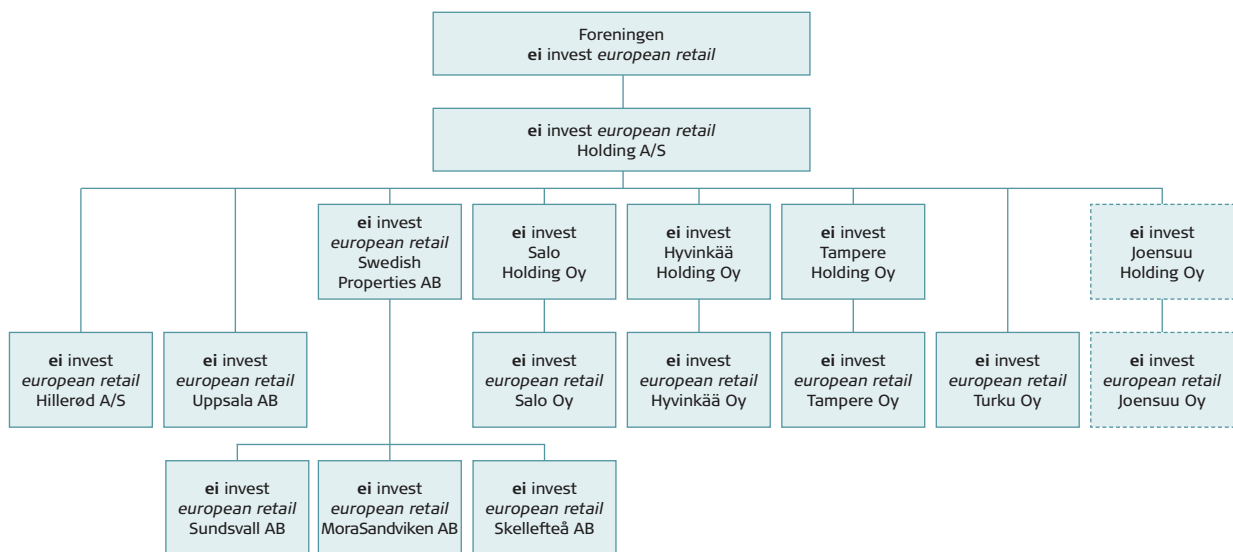 Foreningen
ei invest european retail
ei invest european retail
Holding A/S
ei invest
european retail
Swedish
Properties AB
ei invest
Salo
Holding Oy
ei invest
Hyvinkää
Holding Oy
ei invest
Tampere
Holding Oy
ei invest
Joensuu
Holding Oy
ei invest
european retail
Hillerød A/S
ei invest
european retail
Uppsala AB
ei invest
european retail
Salo Oy
ei invest
european retail
Hyvinkää Oy
ei invest
european retail
Tampere Oy
ei invest
european retail
Turku Oy
ei invest
european retail
Joensuu Oy
ei invest
european retail
Sundsvall AB
ei invest
european retail
MoraSandviken AB
ei invest
european retail
Skellefteå AB